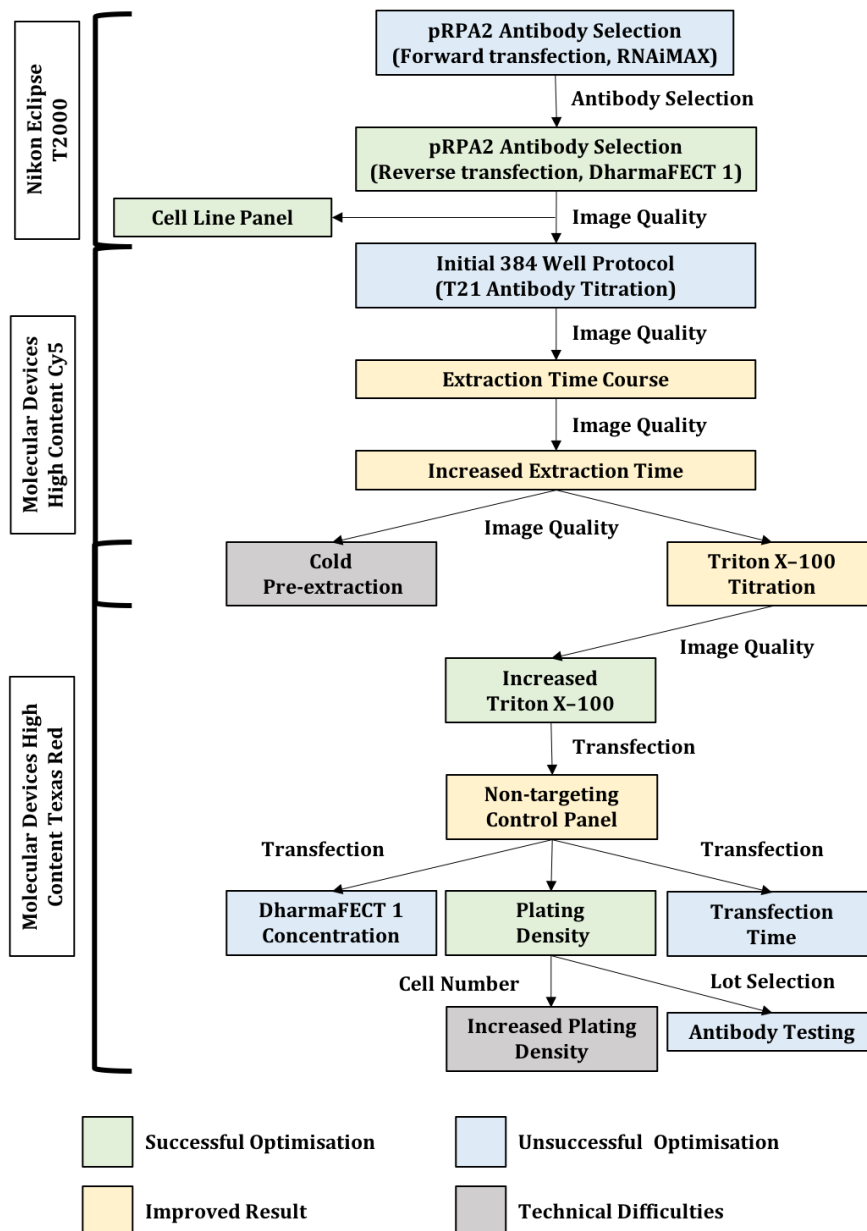 Nikon Eclipse
T2000
pRPA2 Antibody Selection
(Forward transfection, RNAiMAX)
Antibody Selection
pRPA2 Antibody Selection
(Reverse transfection, DharmaFECT 1)
Cell Line Panel
Image Quality
Molecular Devices
High Content Cy5
Initial 384 Well Protocol
(T21 Antibody Titration)
Image Quality
Extraction Time Course
Image Quality
Increased Extraction Time
Image Quality
Cold
Pre-extraction
Triton X–100
Titration
Image Quality
Molecular Devices High
Content Texas Red
Increased
Triton X–100
Transfection
Non-targeting
Control Panel
Transfection
Transfection
DharmaFECT 1
Concentration
Plating
Density
Transfection
Time
Cell Number
Lot Selection
Increased Plating
Density
Antibody Testing
Successful Optimisation
Unsuccessful Optimisation
Improved Result
Technical Difficulties